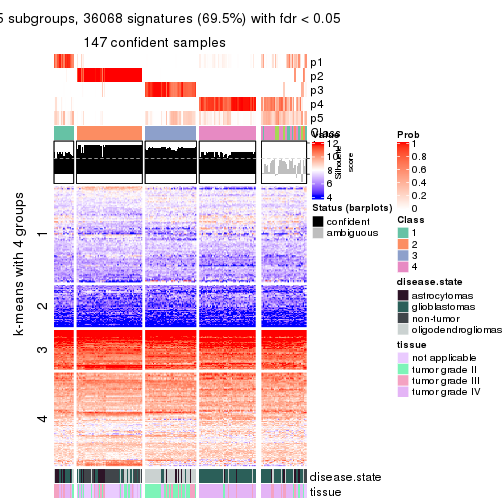 5 subgroups, 36068 signatures (69.5%) with fdr < 0.05
147 confident samples
p1
p2
p3
p4
p5
Class
k-means with 4 groups
1
2
3
4
Value
12
10
8
6
4
Silhouette
score
Status (barplots)
confident
ambiguous
Prob
1
0.8
0.6
0.4
0.2
0
Class
1
2
3
4
disease.state
astrocytomas
glioblastomas
non-tumor
oligodendrogliomas
tissue
not applicable
tumor grade II
tumor grade III
tumor grade IV
disease.state
tissue